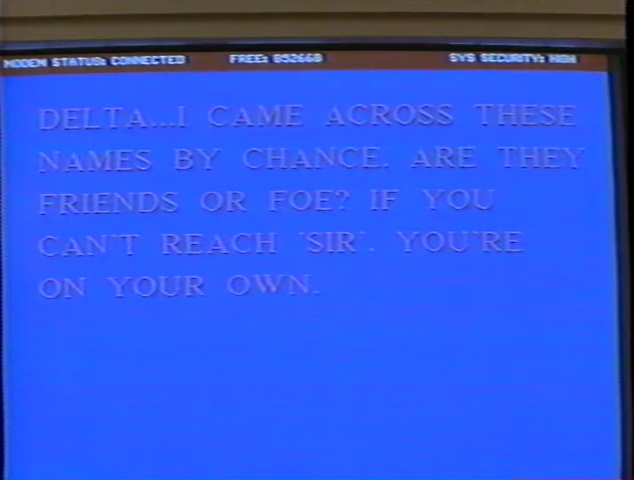 MODEM STATUS: CONNECTED FREE: 852660 SYS SECURITY: HIGH
DELTA...I CAME ACROSS THESE
NAMES BY CHANCE. ARE THEY
FRIENDS OR FOE? IF YOU
CAN'T REACH 'SIR'. YOU'RE
ON YOUR OWN.